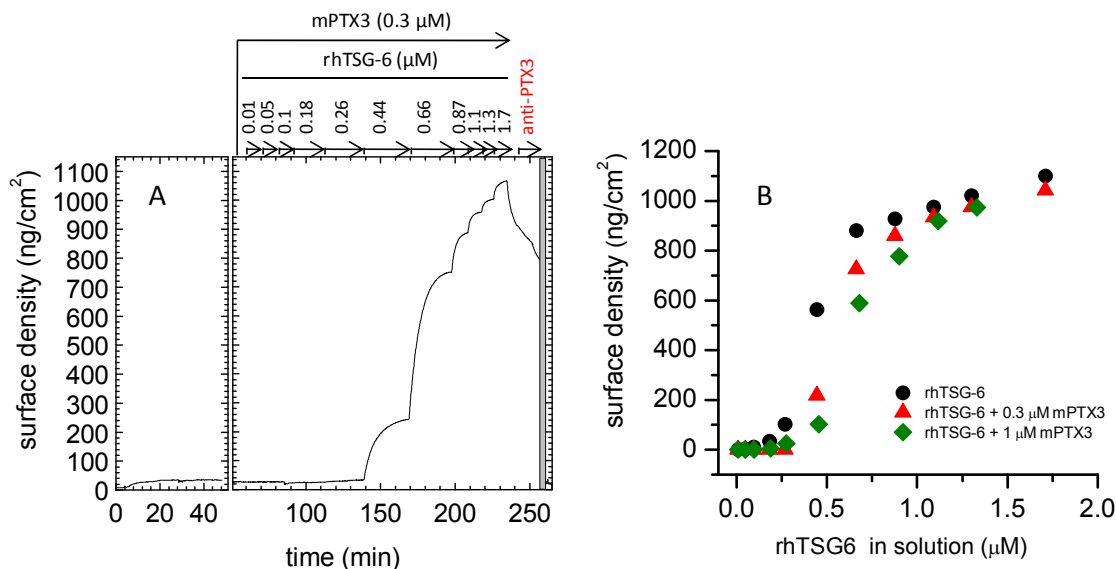 mPTX3 (0.3 μM)
rhTSG-6 (μM)
0.01
0.05
0.1
0.18
0.26
0.44
0.66
0.87
1.1
1.3
1.7
anti-PTX3
A
surface density (ng/cm²)
1100
1000
900
800
700
600
500
400
300
200
100
0
0 20 40 100 150 200 250
time (min)
B
surface density (ng/cm²)
1200
1000
800
600
400
200
0
rhTSG-6
rhTSG-6 + 0.3 μM mPTX3
rhTSG-6 + 1 μM mPTX3
0.0 0.5 1.0 1.5 2.0
rhTSG6 in solution (μM)